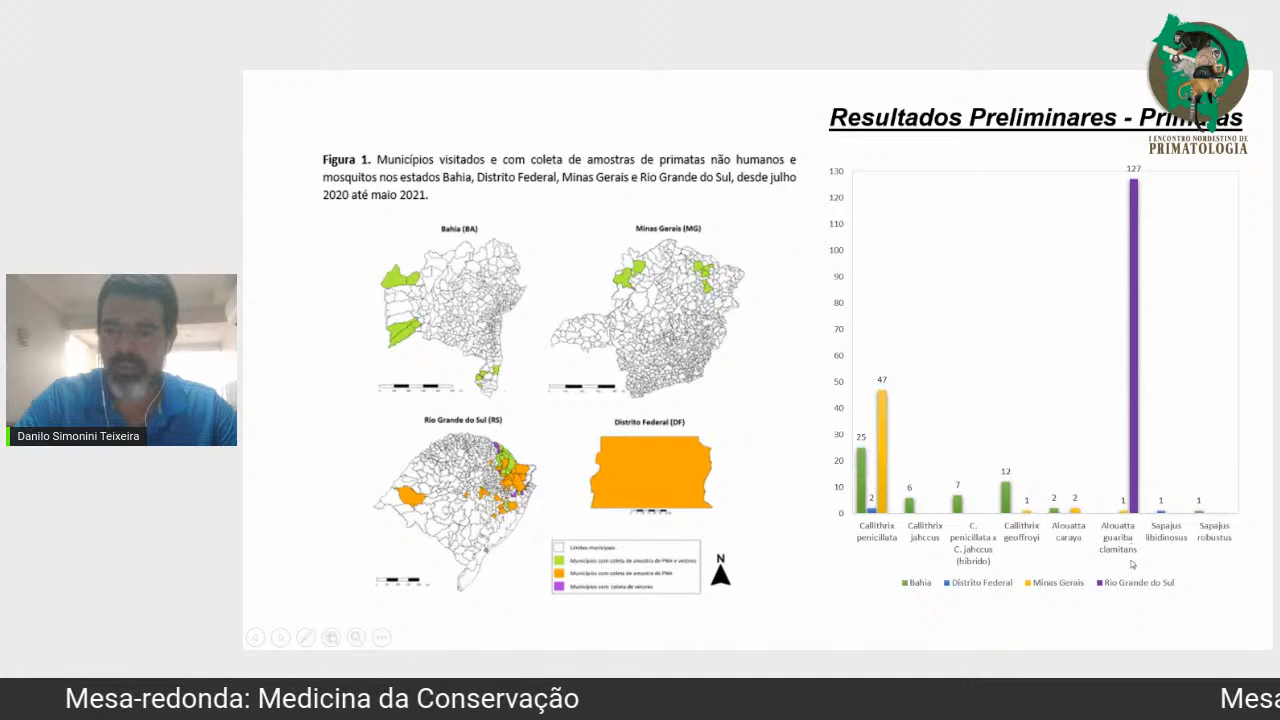 Resultados Preliminares -
I ENCONTRO NORDESTINO DE
PRIMATOLOGIA
Figura 1. Municípios visitados e com coleta de amostras de primatas não humanos e
mosquitos nos estados Bahia, Distrito Federal, Minas Gerais e Rio Grande do Sul, desde julho
2020 até maio 2021.
Bahia (BA)
Minas Gerais (MG)
Rio Grande do Sul (RS)
Distrito Federal (DF)
Limites municipais
Municípios com coleta de amostra de PNH e vetores
Municípios com coleta de amostra de PNH
Municípios com coleta de vetores
N
130
120
110
100
90
80
70
60
50
40
30
20
10
0
25
2
47
6
7
12
1
2
2
1
127
1
1
Callithrix penicillata
Callithrix jahccus
C. penicillata x C. jahccus (híbrido)
Callithrix geoffroyi
Alouatta caraya
Alouatta guariba clamitans
Sapajus libidinosus
Sapajus robustus
Bahia
Distrito Federal
Minas Gerais
Rio Grande do Sul
Danilo Simonini Teixeira
Mesa-redonda: Medicina da Conservação
Mesa